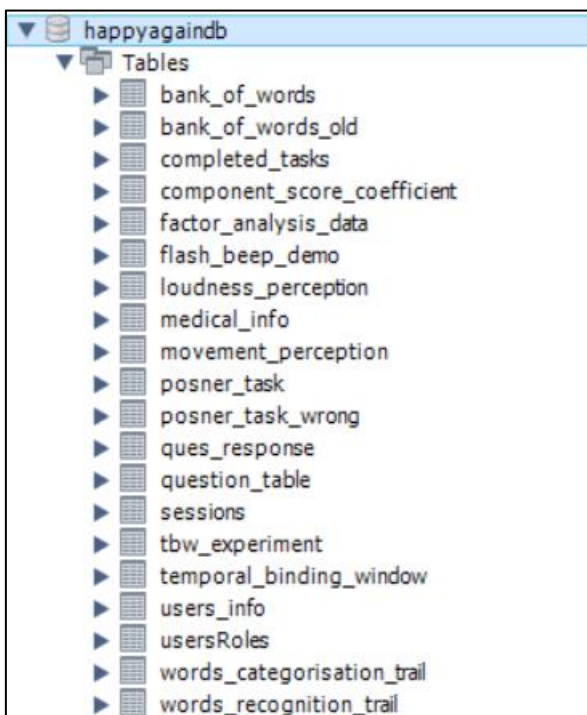 happyagaindb
Tables
bank_of_words
bank_of_words_old
completed_tasks
component_score_coefficient
factor_analysis_data
flash_beep_demo
loudness_perception
medical_info
movement_perception
posner_task
posner_task_wrong
ques_response
question_table
sessions
tbw_experiment
temporal_binding_window
users_info
usersRoles
words_categorisation_trail
words_recognition_trail